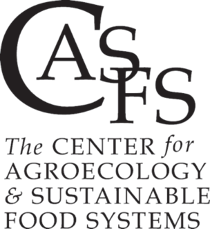 CASFS
The CENTER for
AGROECOLOGY
& SUSTAINABLE
FOOD SYSTEMS